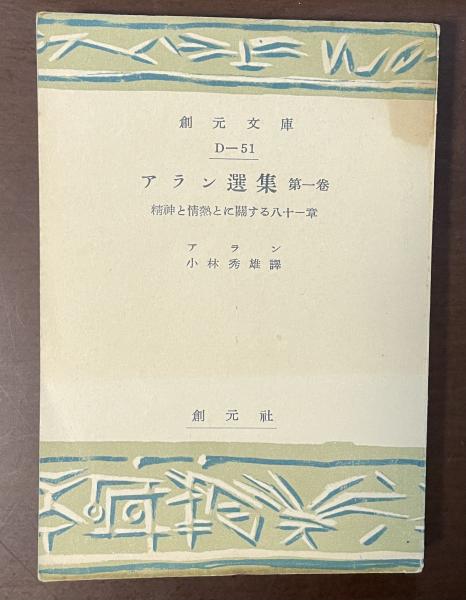 創元文庫
D—51
アラン選集 第一卷
精神と情熱とに關する八十一章
アラン
小林秀雄譯
創元社